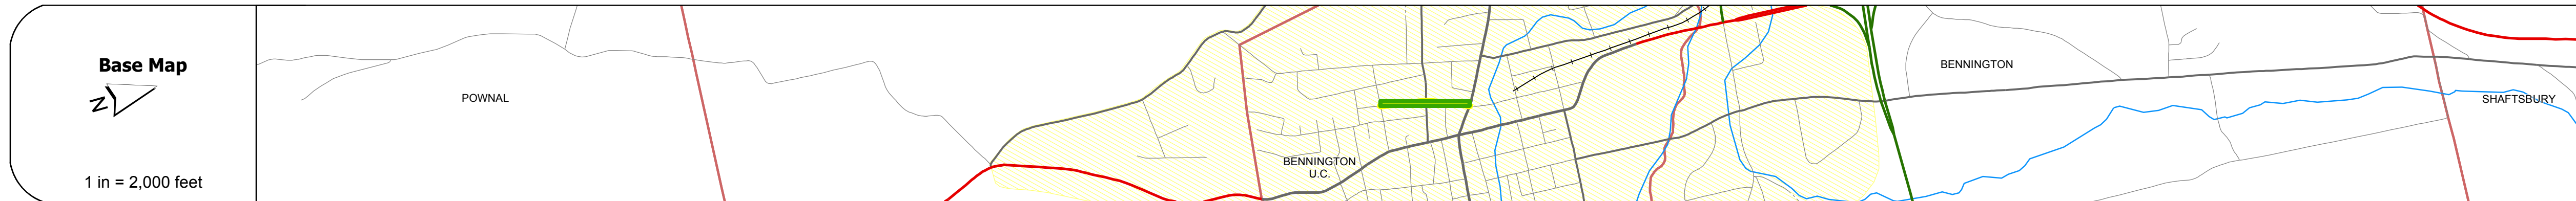 Base Map
N
1 in = 2,000 feet
POWNAL
BENNINGTON
U.C.
BENNINGTON
SHAFTSBURY